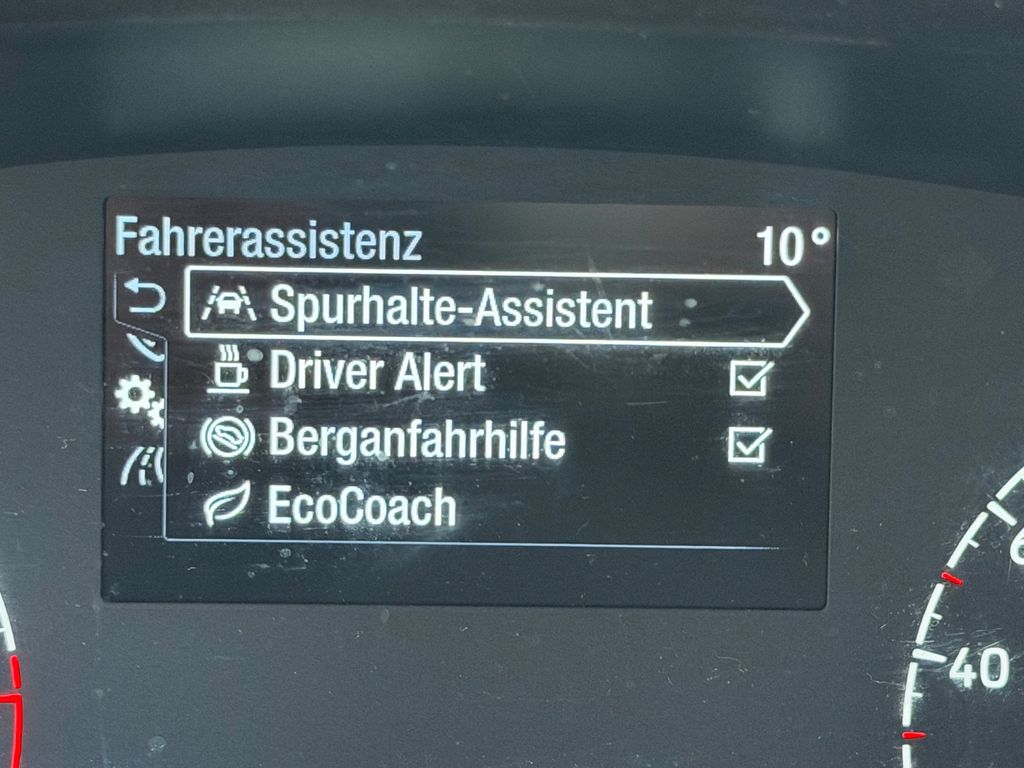 Fahrerassistenz 10°
Spurhalte-Assistent
Driver Alert
Berganfahrhilfe
EcoCoach
40